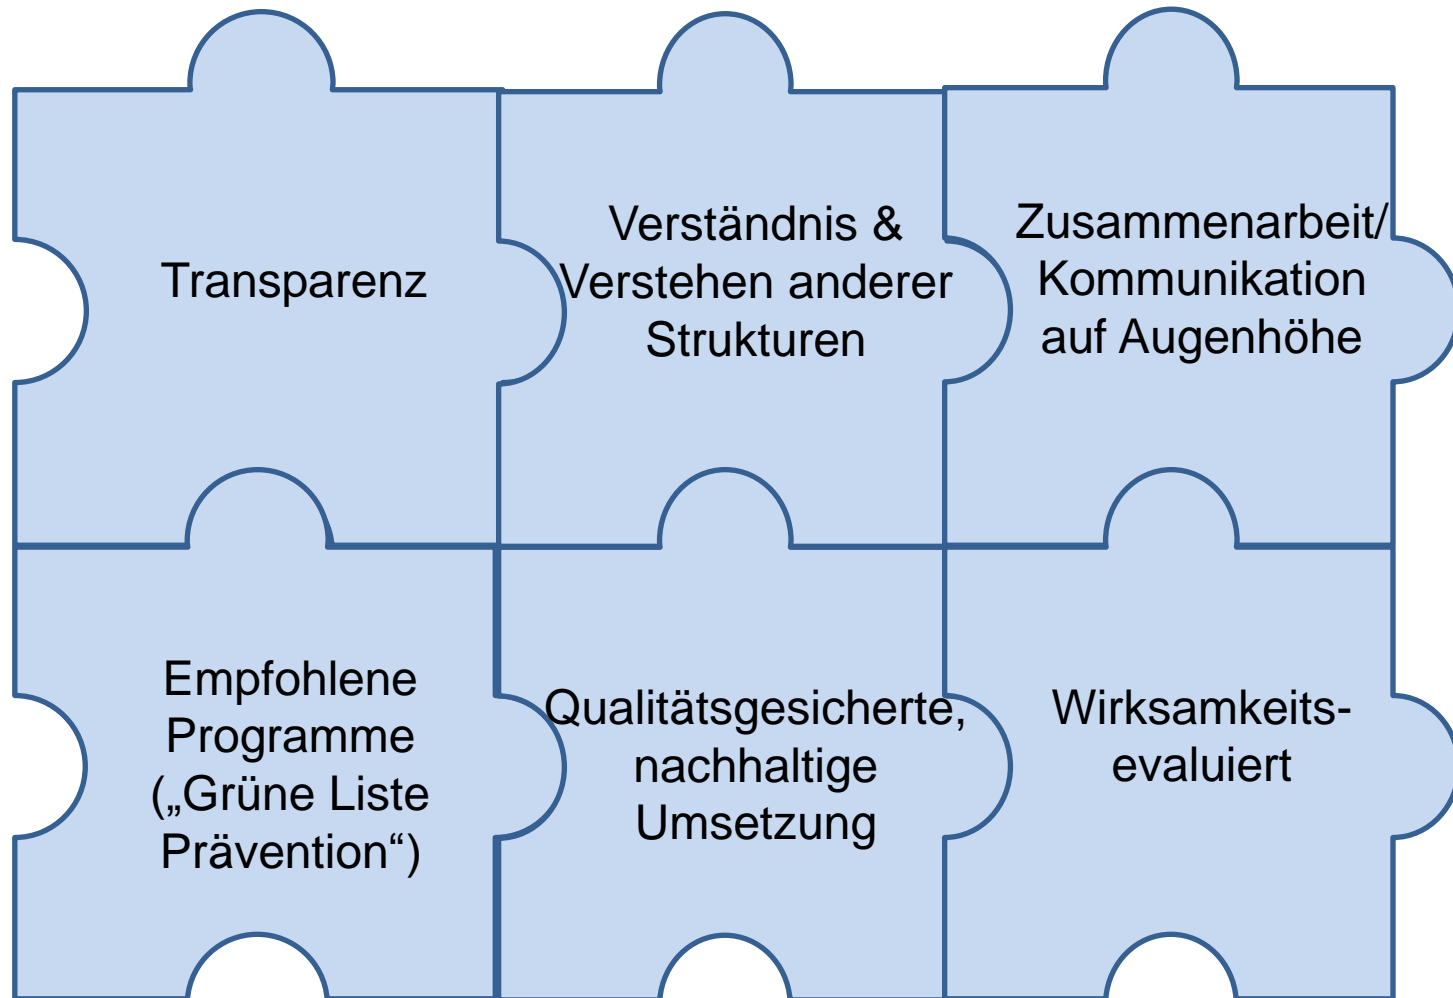 Transparenz
Verständnis &
Verstehen anderer
Strukturen
Zusammenarbeit/
Kommunikation
auf Augenhöhe
Empfohlene
Programme
(„Grüne Liste
Prävention“)
Qualitätsgesicherte,
nachhaltige
Umsetzung
Wirksamkeits-
evaluiert